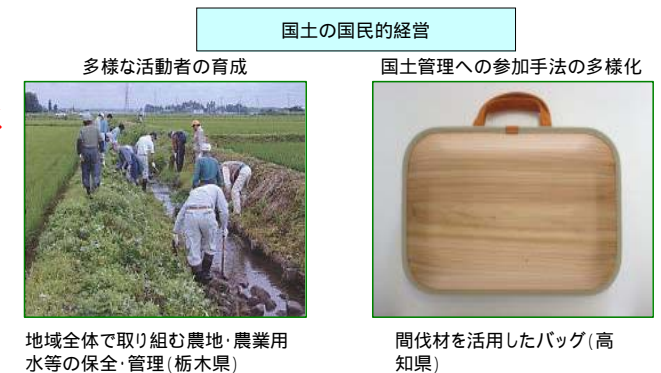 国土の国民的経営
多様な活動者の育成
国土管理への参加手法の多様化
地域全体で取り組む農地･農業用
水等の保全･管理(栃木県)
間伐材を活用したバッグ(高
知県)